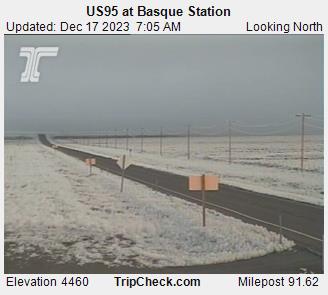 US95 at Basque Station
Updated: Dec 17 2023 7:05 AM Looking North
Elevation 4460 TripCheck.com Milepost 91.62